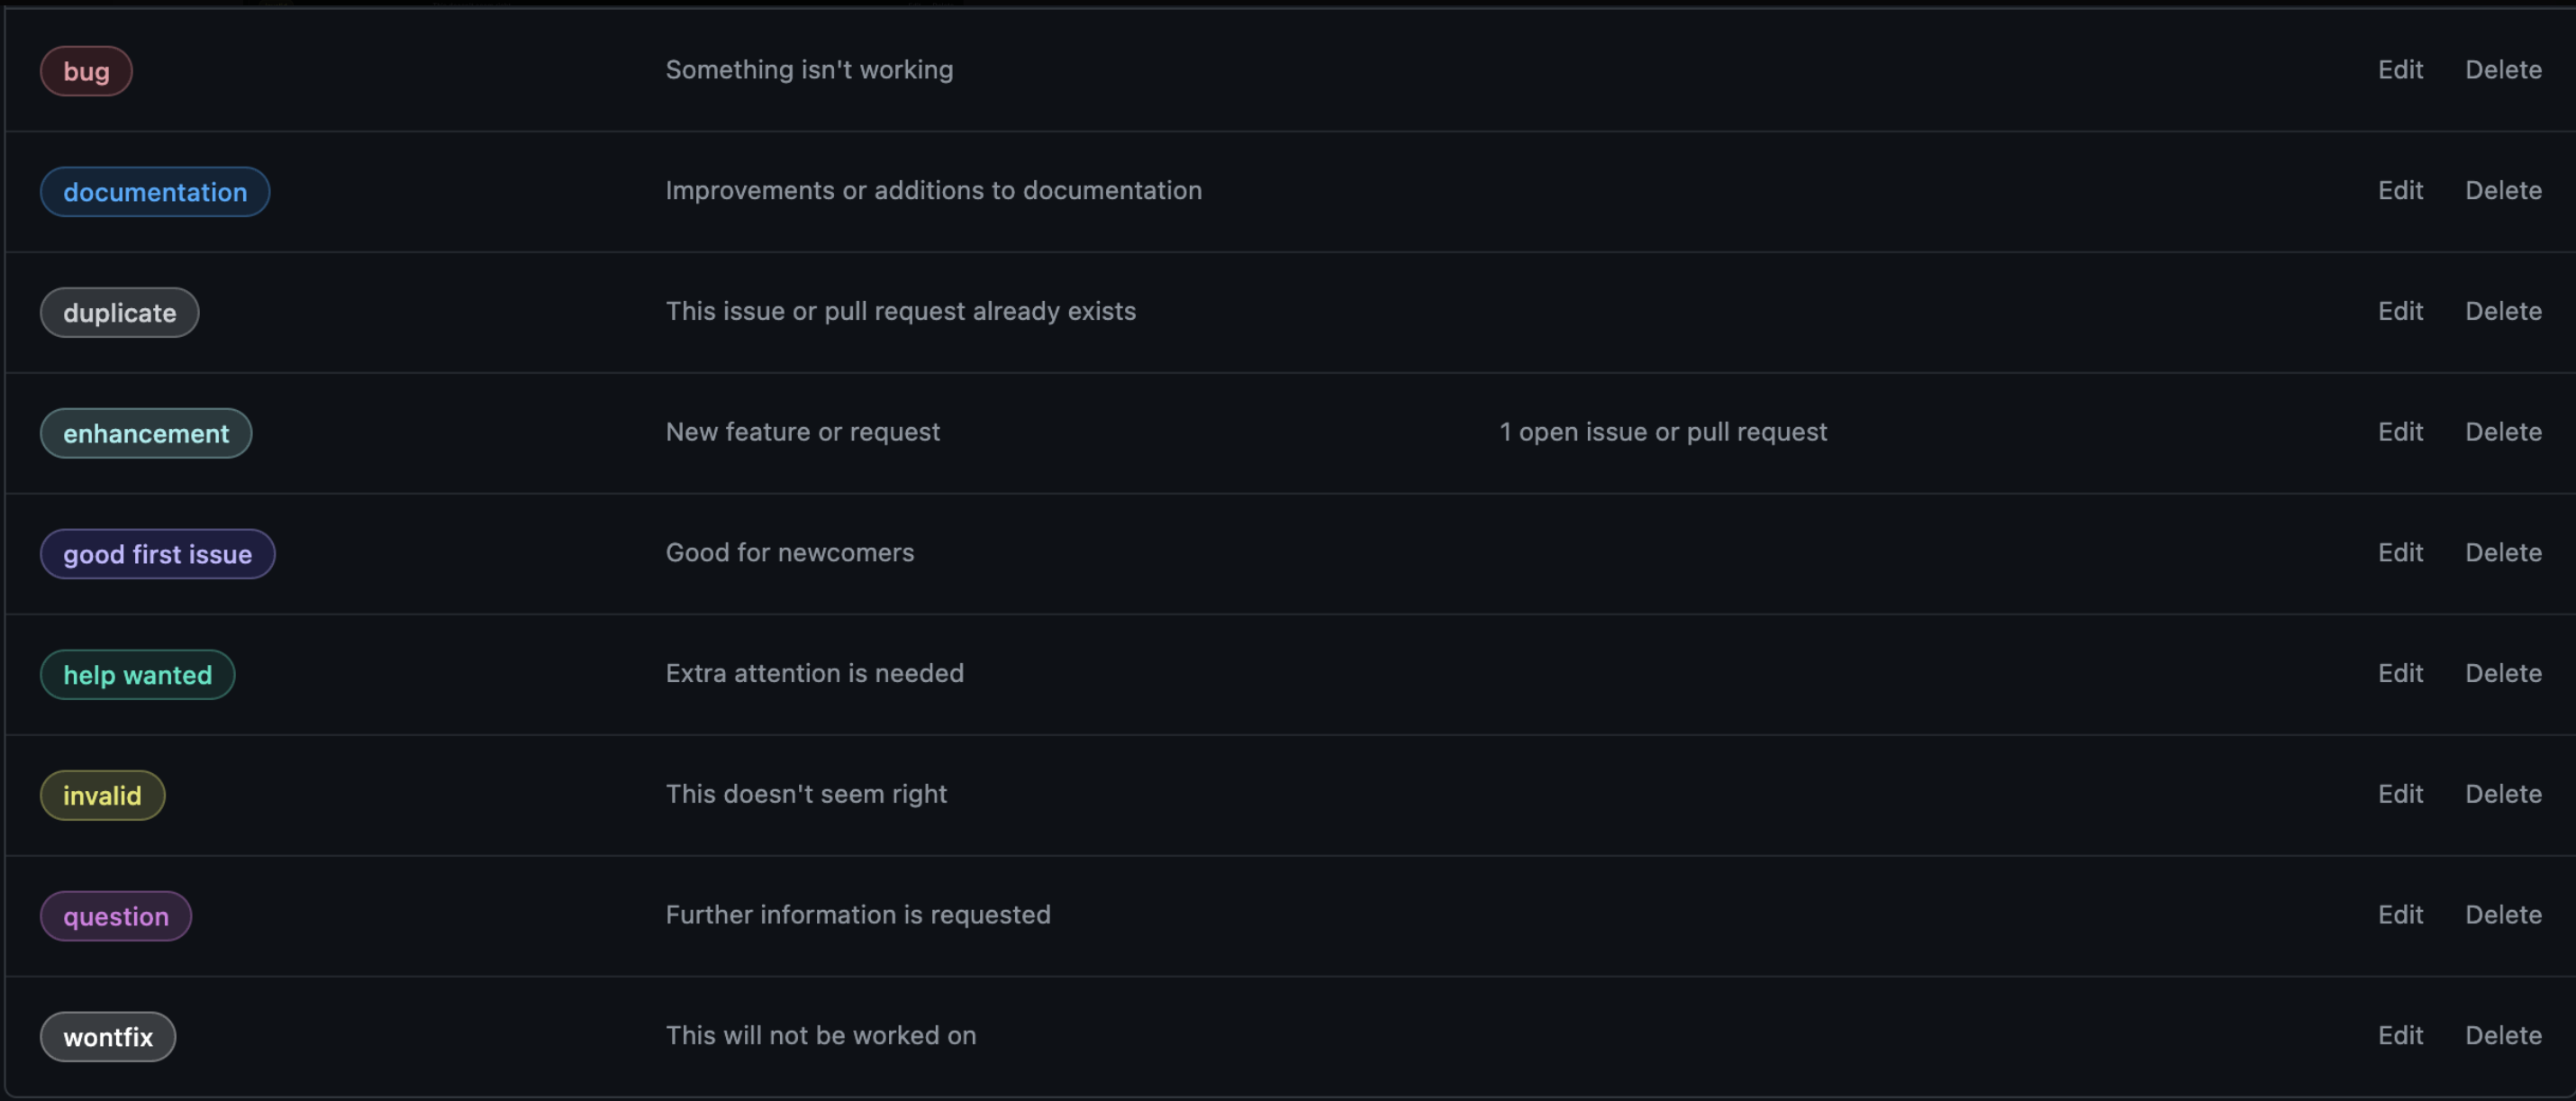 bug Something isn't working Edit Delete
documentation Improvements or additions to documentation Edit Delete
duplicate This issue or pull request already exists Edit Delete
enhancement New feature or request 1 open issue or pull request Edit Delete
good first issue Good for newcomers Edit Delete
help wanted Extra attention is needed Edit Delete
invalid This doesn't seem right Edit Delete
question Further information is requested Edit Delete
wontfix This will not be worked on Edit Delete